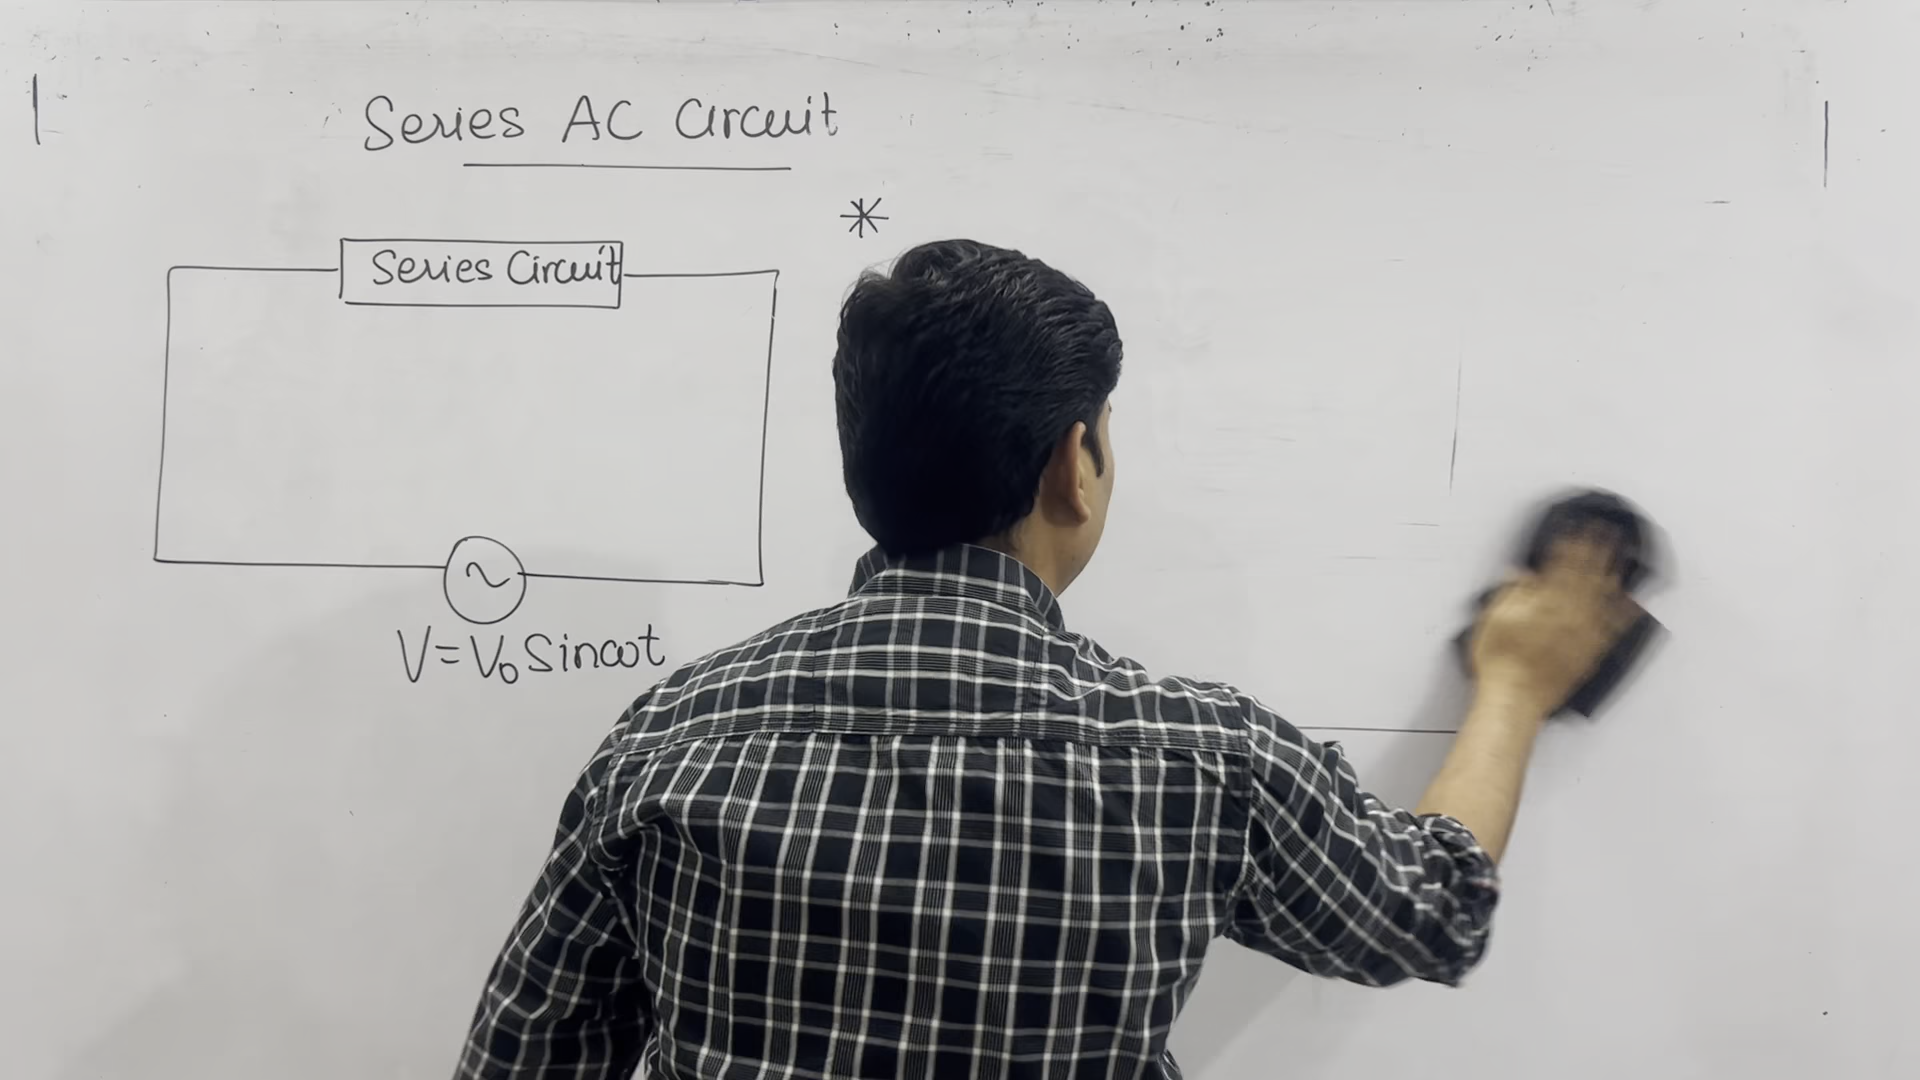 Series AC Circuit
*
Series Circuit
~
V=V₀ Sinωt